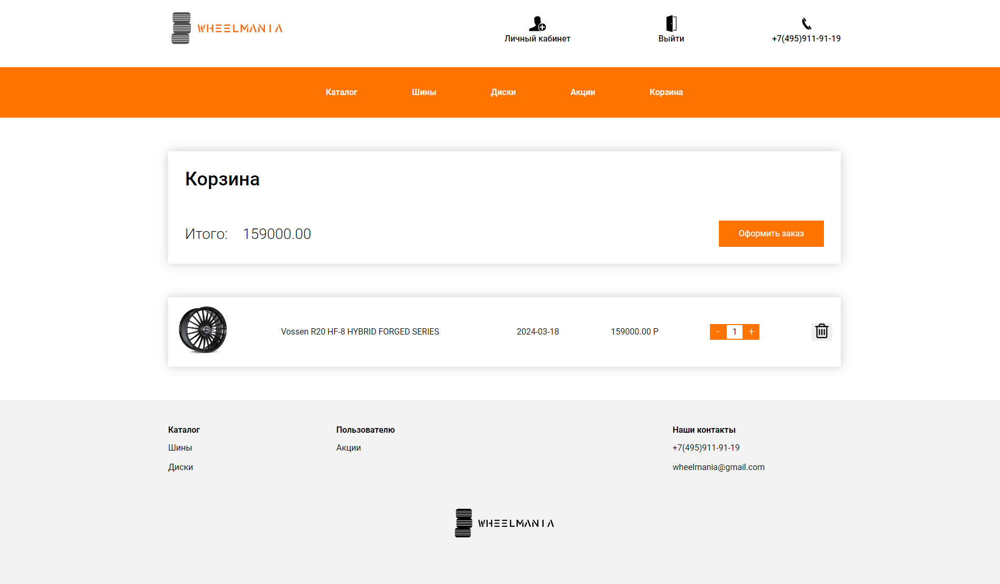 WHEELMANIA
Личный кабинет
Выйти
+7(495)911-91-19
Каталог
Шины
Диски
Акции
Корзина
Корзина
Итого: 159000.00
Оформить заказ
Vossen R20 HF-8 HYBRID FORGED SERIES
2024-03-18
159000.00 Р
- 1 +
Каталог
Шины
Диски
Пользователю
Акции
Наши контакты
+7(495)911-91-19
wheelmania@gmail.com
WHEELMANIA